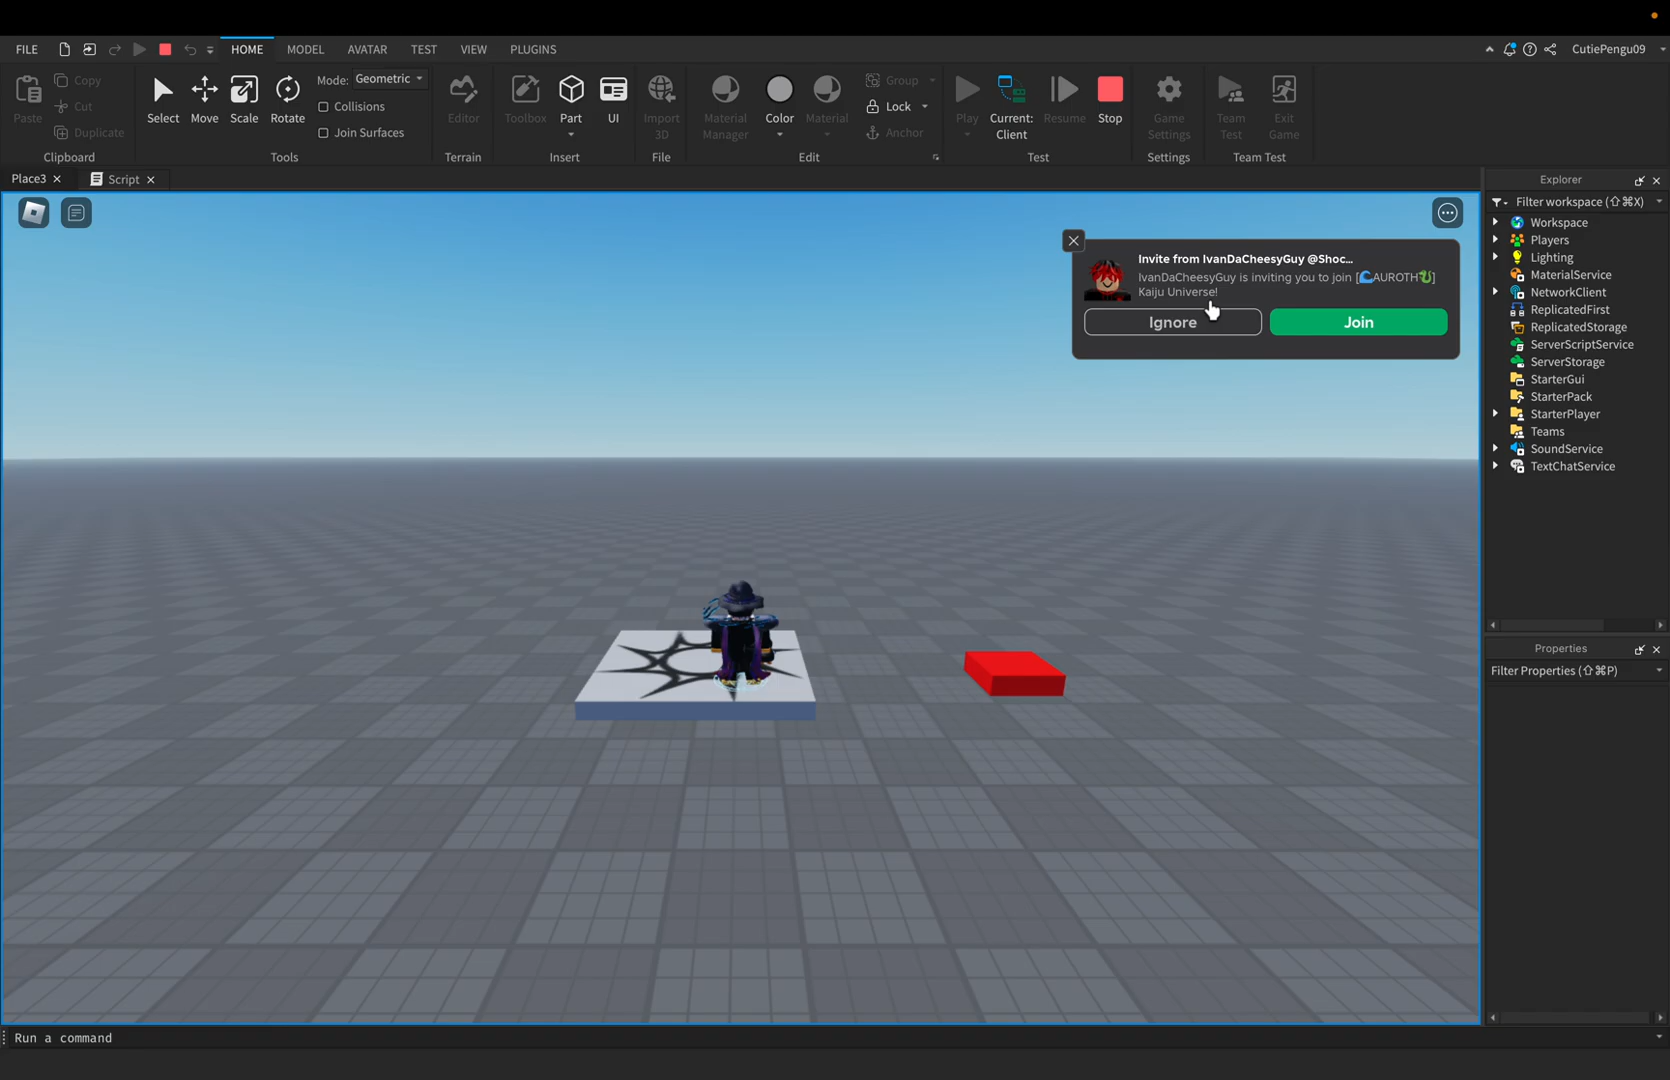 FILE HOME MODEL AVATAR TEST VIEW PLUGINS CutiePengu09
Paste
Copy
Cut
Duplicate
Clipboard
Select Move Scale Rotate
Mode: Geometric
Collisions
Join Surfaces
Tools
Editor
Terrain
Toolbox Part UI
Insert
Import
3D
File
Material
Manager
Color
Material
Group
Lock
Anchor
Edit
Play
Current:
Client
Resume
Stop
Test
Game
Settings
Settings
Team
Test
Exit
Game
Team Test
Place3 Script
Explorer
Filter workspace (⇧⌘X)
Workspace
Players
Lighting
MaterialService
NetworkClient
ReplicatedFirst
ReplicatedStorage
ServerScriptService
ServerStorage
StarterGui
StarterPack
StarterPlayer
Teams
SoundService
TextChatService
Invite from IvanDaCheesyGuy @Shoc...
IvanDaCheesyGuy is inviting you to join [🌊AUROTH🐉]
Kaiju Universe!
Ignore Join
Properties
Filter Properties (⇧⌘P)
Run a command